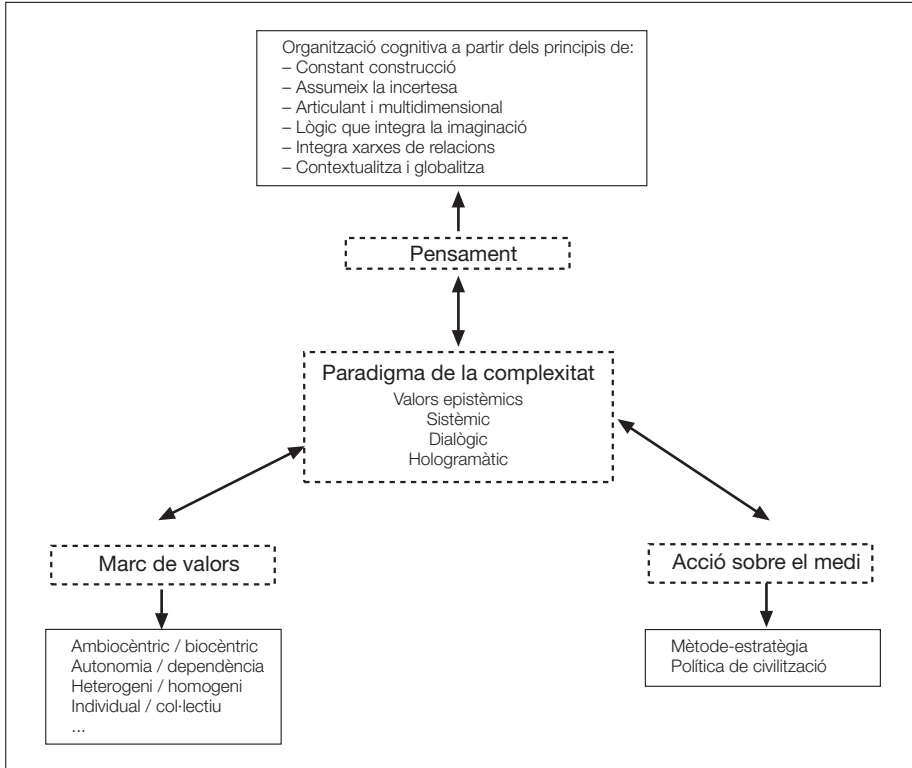 Organització cognitiva a partir dels principis de:
– Constant construcció
– Assumeix la incertesa
– Articulant i multidimensional
– Lògic que integra la imaginació
– Integra xarxes de relacions
– Contextualitza i globalitza
Pensament
Paradigma de la complexitat
Valors epistèmics
Sistèmic
Dialògic
Hologramàtic
Marc de valors
Ambiocèntric / biocèntric
Autonomia / dependència
Heterogeni / homogeni
Individual / col·lectiu
...
Acció sobre el medi
Mètode-estratègia
Política de civilització